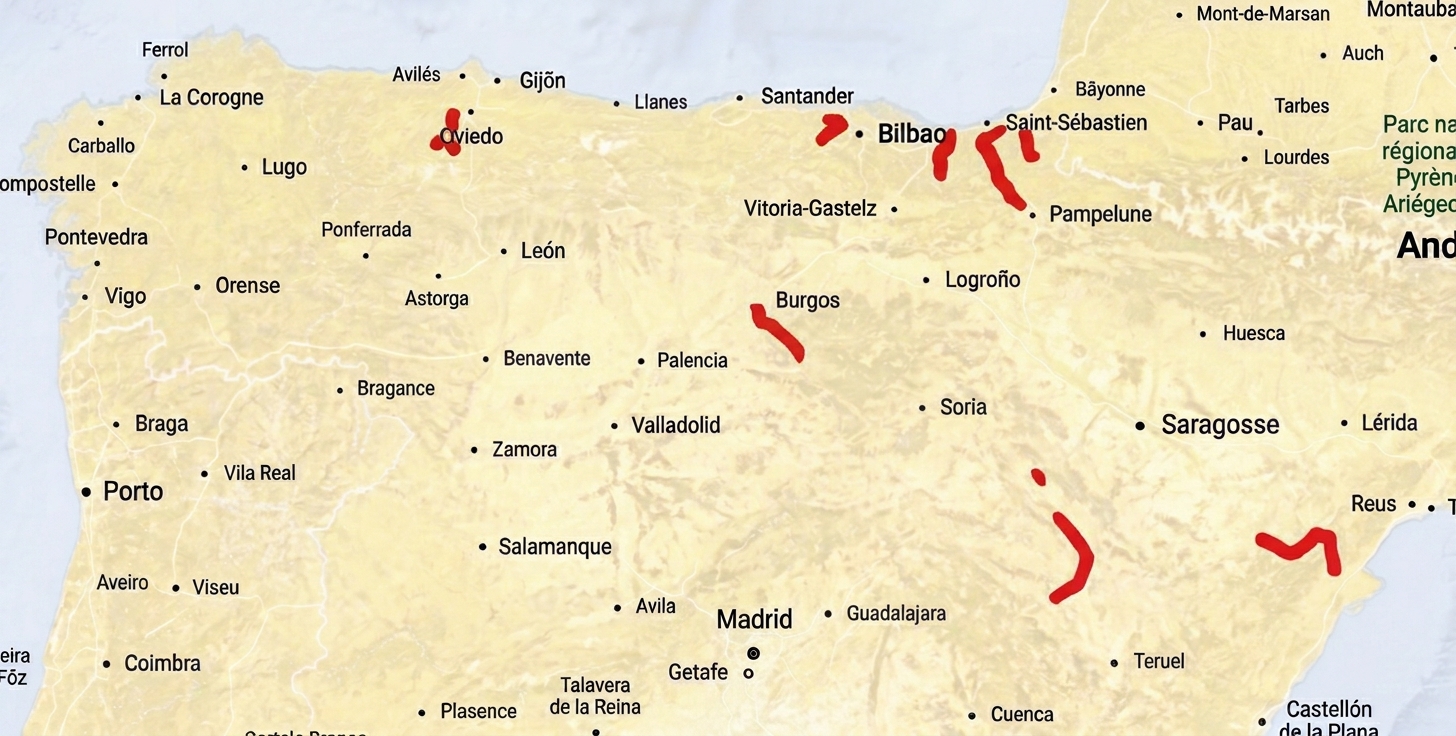 Mont-de-Marsan
Montauba
Ferrol
Auch
Avilés
Gijõn
Bāyonne
La Corogne
Llanes
Santander
Tarbes
Carballo
Oviedo
Bilbao
Saint-Sébastien
Pau
Parc na
régiona
Pyrèn
Ariégeo
Lugo
Lourdes
ompostelle
Vitoria-Gastelz
Pampelune
Pontevedra
Ponferrada
León
And
Vigo
Orense
Astorga
Logroño
Burgos
Huesca
Benavente
Palencia
Bragance
Soria
Braga
Valladolid
Saragosse
Lérida
Zamora
Vila Real
Porto
Reus
T
Salamanque
Aveiro
Viseu
Avila
Madrid
Guadalajara
eira
Fōz
Coimbra
Getafe
Teruel
Talavera
de la Reina
Plasence
Cuenca
Castellón
de la Plana